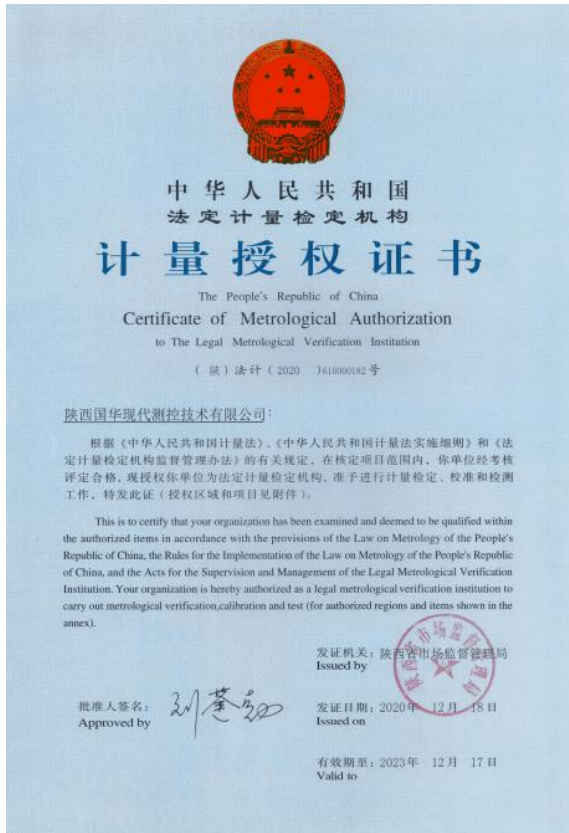 中华人民共和国
法定计量检定机构
计量授权证书
The People's Republic of China
Certificate of Metrological Authorization
to The Legal Metrological Verification Institution
（ 陕 ）法 计（ 2020 ）610000182 号
陕西国华现代测控技术有限公司：
根据《中华人民共和国计量法》、《中华人民共和国计量法实施细则》和《法
定计量检定机构监督管理办法》的有关规定，在核定项目范围内，你单位经考核
评定合格，现授权你单位为法定计量检定机构，准予进行计量检定、校准和检测
工作，特发此证（授权区域和项目见附件）。
This is to certify that your organization has been examined and deemed to be qualified within
the authorized items in accordance with the provisions of the Law on Metrology of the People's
Republic of China, the Rules for the Implementation of the Law on Metrology of the People's Republic
of China, and the Acts for the Supervision and Management of the Legal Metrological Verification
Institution. Your organization is hereby authorized as a legal metrological verification institution to
carry out metrological verification,calibration and test (for authorized regions and items shown in the
annex).
发证机关：陕西省市场监督管理局
Issued by
陕西省市场监督管理局
批准人签名：
Approved by
发证日期：2020年 12月 18日
Issued on
有效期至：2023年 12月 17日
Valid to